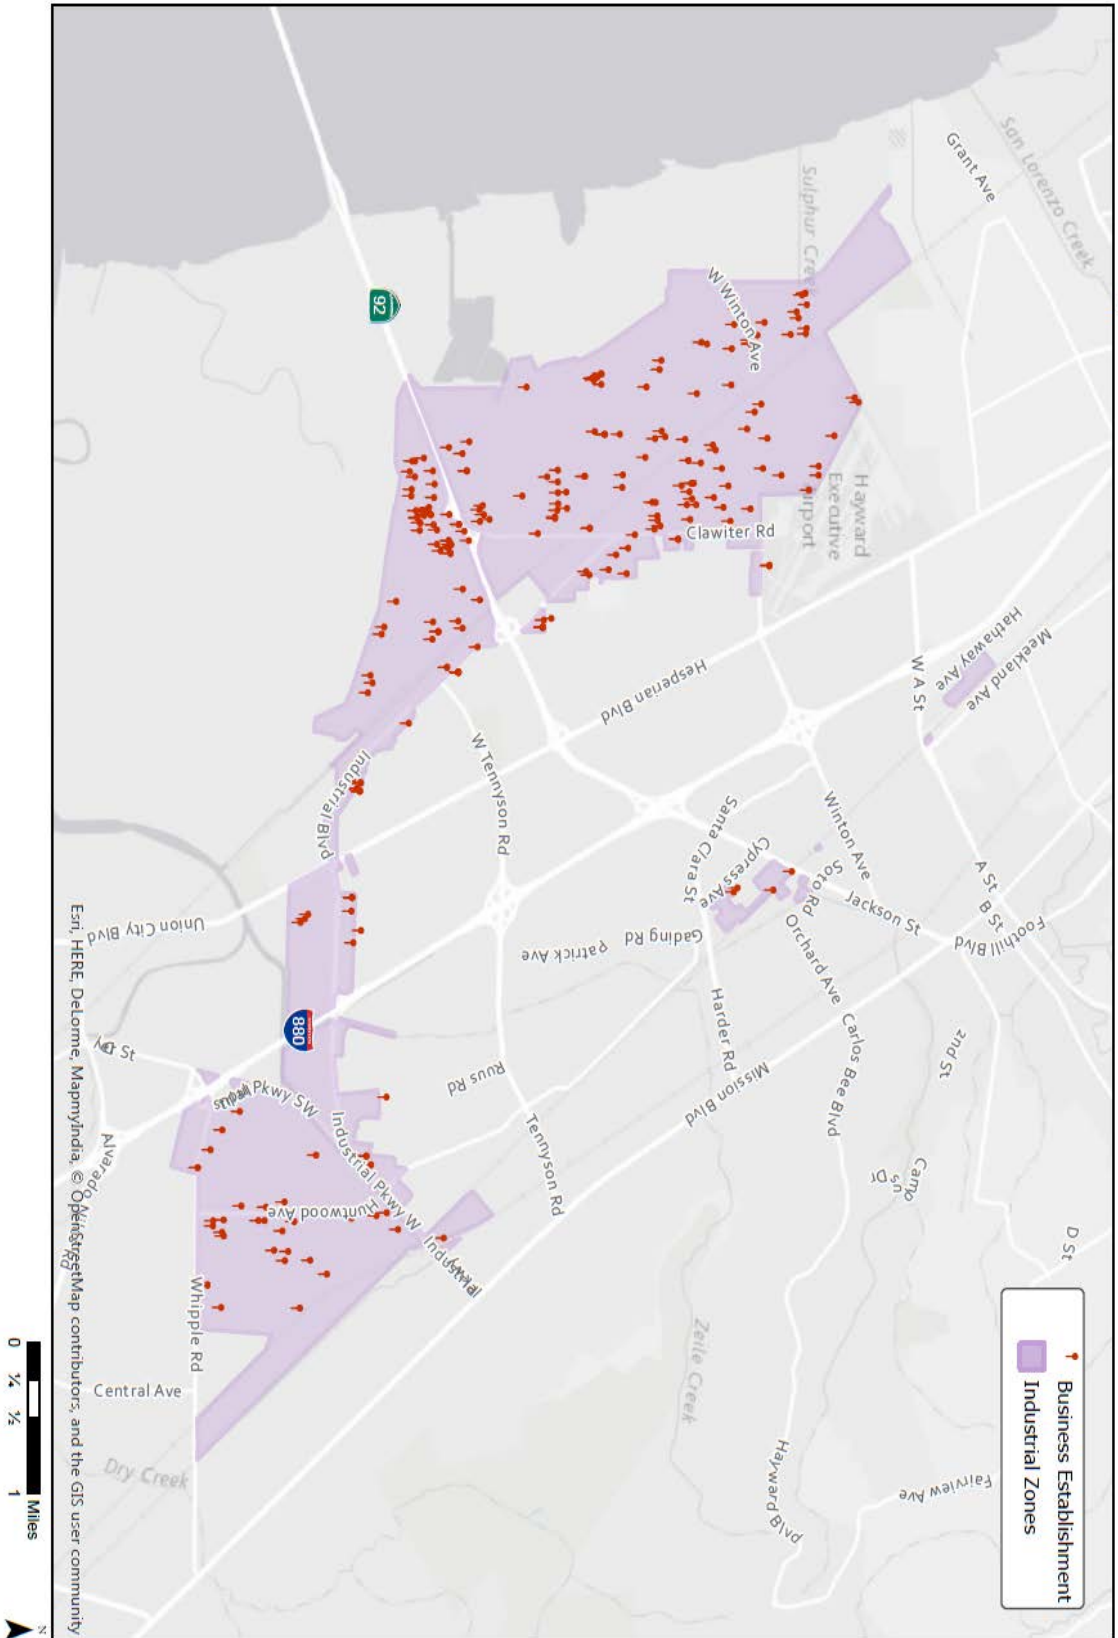 San Lorenzo Creek
Grant Ave
Sulphur Creek
W Winton Ave
92
Hayward
Executive
Airport
Clawiter Rd
Hathaway Ave
Meekland Ave
W A St
Hesperian Blvd
W Tennyson Rd
Industrial Blvd
Santa Clara St
Cypress Ave
Winton Ave
Soto Rd
Jackson St
A St
B St
Foothill Blvd
Orchard Ave
Gading Rd
Patrick Ave
Union City Blvd
Harder Rd
Carlos Bee Blvd
2nd St
Mission Blvd
Ruus Rd
Tennyson Rd
880
Pkwy SW
Industrial Pkwy W
Huntwood Ave
Industrial
Pkwy
Whipple Rd
Central Ave
Dry Creek
Zeile Creek
Camp
us Dr
D St
Fairview Ave
Hayward Blvd
Business Establishment
Industrial Zones
Esri, HERE, DeLorme, MapmyIndia, © OpenStreetMap contributors, and the GIS user community
0 ¼ ½ 1
Miles
N